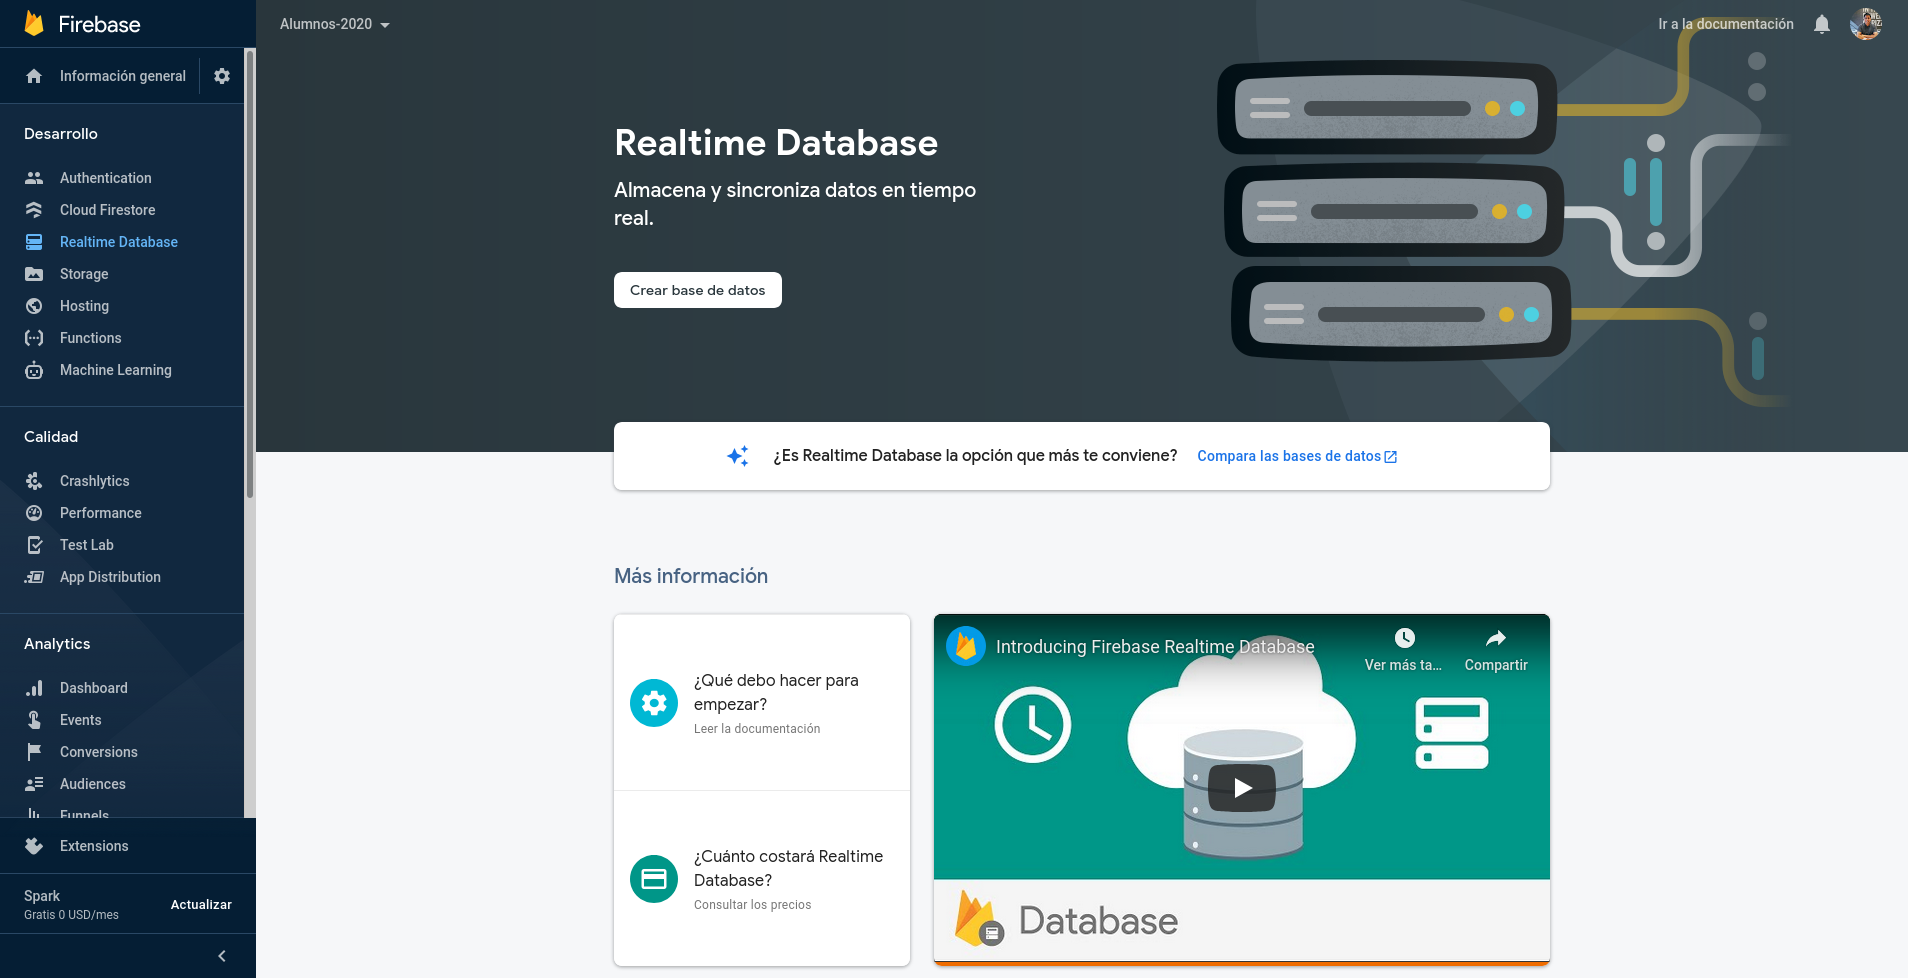 Firebase
Alumnos-2020
Ir a la documentación
Información general
Desarrollo
Authentication
Cloud Firestore
Realtime Database
Storage
Hosting
Functions
Machine Learning
Calidad
Crashlytics
Performance
Test Lab
App Distribution
Analytics
Dashboard
Events
Conversions
Audiences
Funnels
Extensions
Spark
Gratis 0 USD/mes
Actualizar
Realtime Database
Almacena y sincroniza datos en tiempo
real.
Crear base de datos
¿Es Realtime Database la opción que más te conviene?
Compara las bases de datos
Más información
¿Qué debo hacer para
empezar?
Leer la documentación
¿Cuánto costará Realtime
Database?
Consultar los precios
Introducing Firebase Realtime Database
Ver más ta...
Compartir
Database